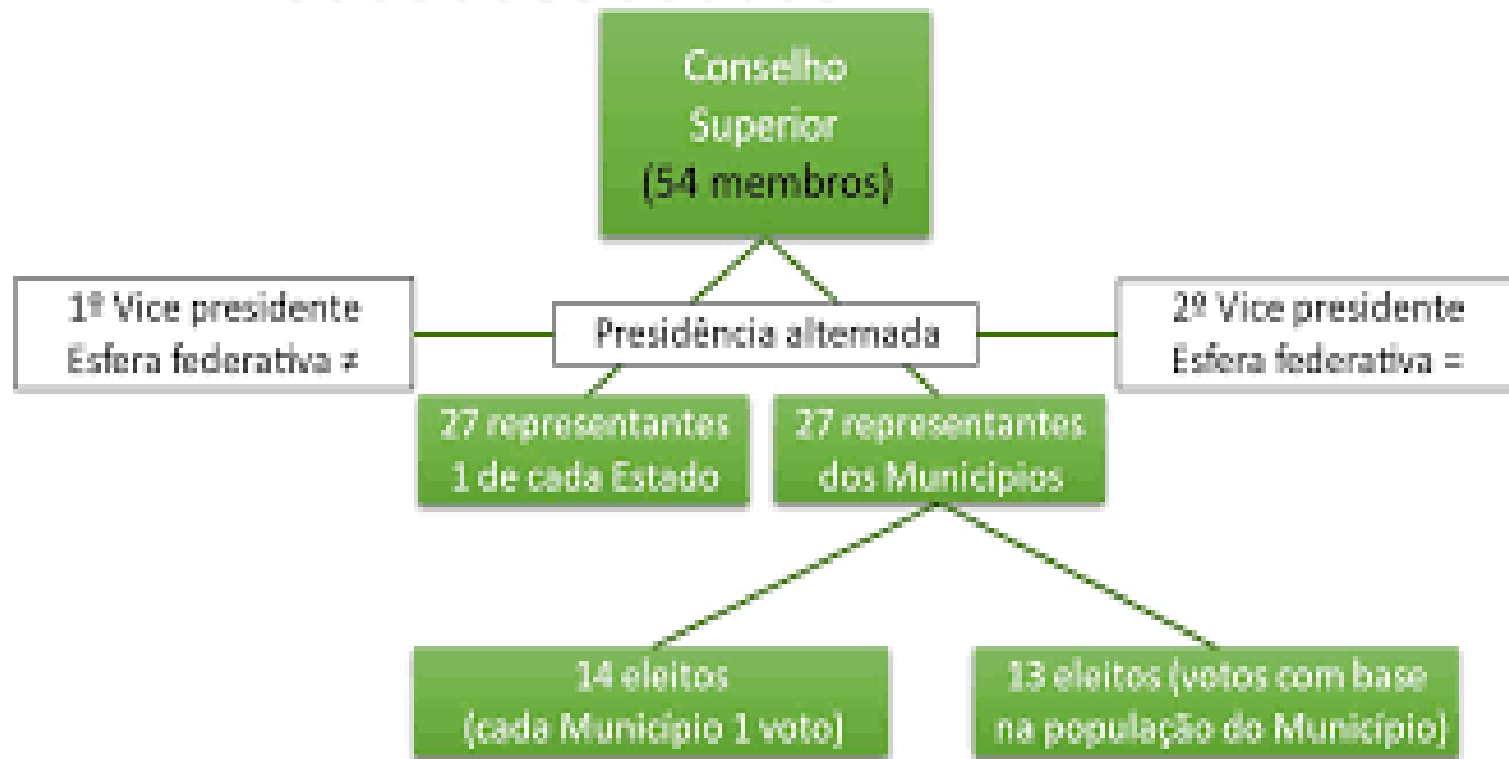 Conselho
Superior
(54 membros)
1º Vice presidente
Esfera federativa ≠
Presidência alternada
2º Vice presidente
Esfera federativa =
27 representantes
1 de cada Estado
27 representantes
dos Municípios
14 eleitos
(cada Município 1 voto)
13 eleitos (votos com base
na população do Município)